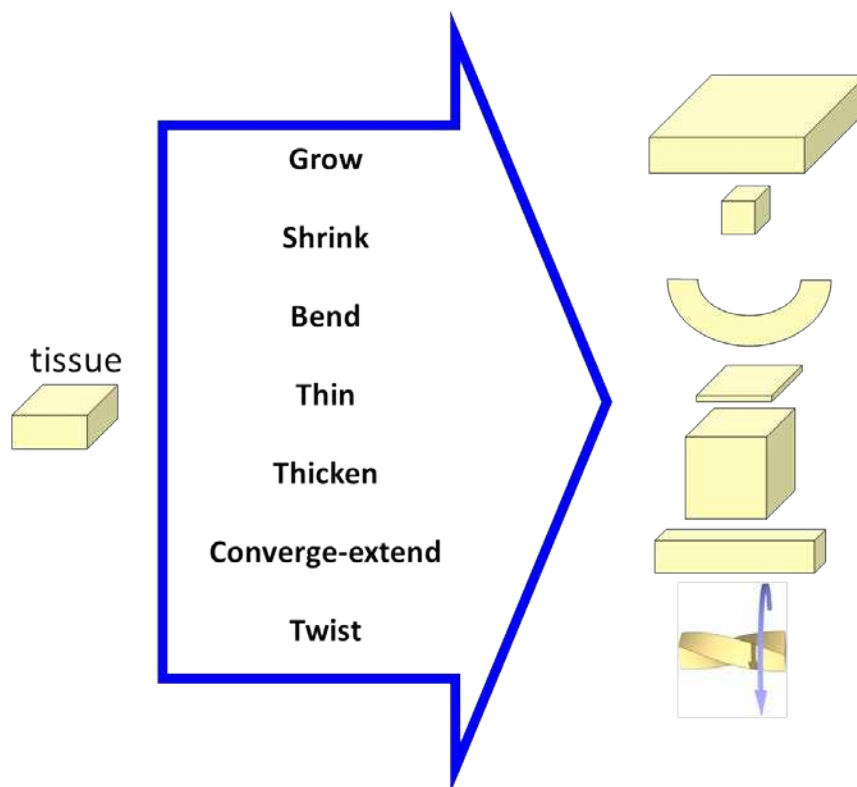 Grow
Shrink
Bend
tissue
Thin
Thicken
Converge-extend
Twist